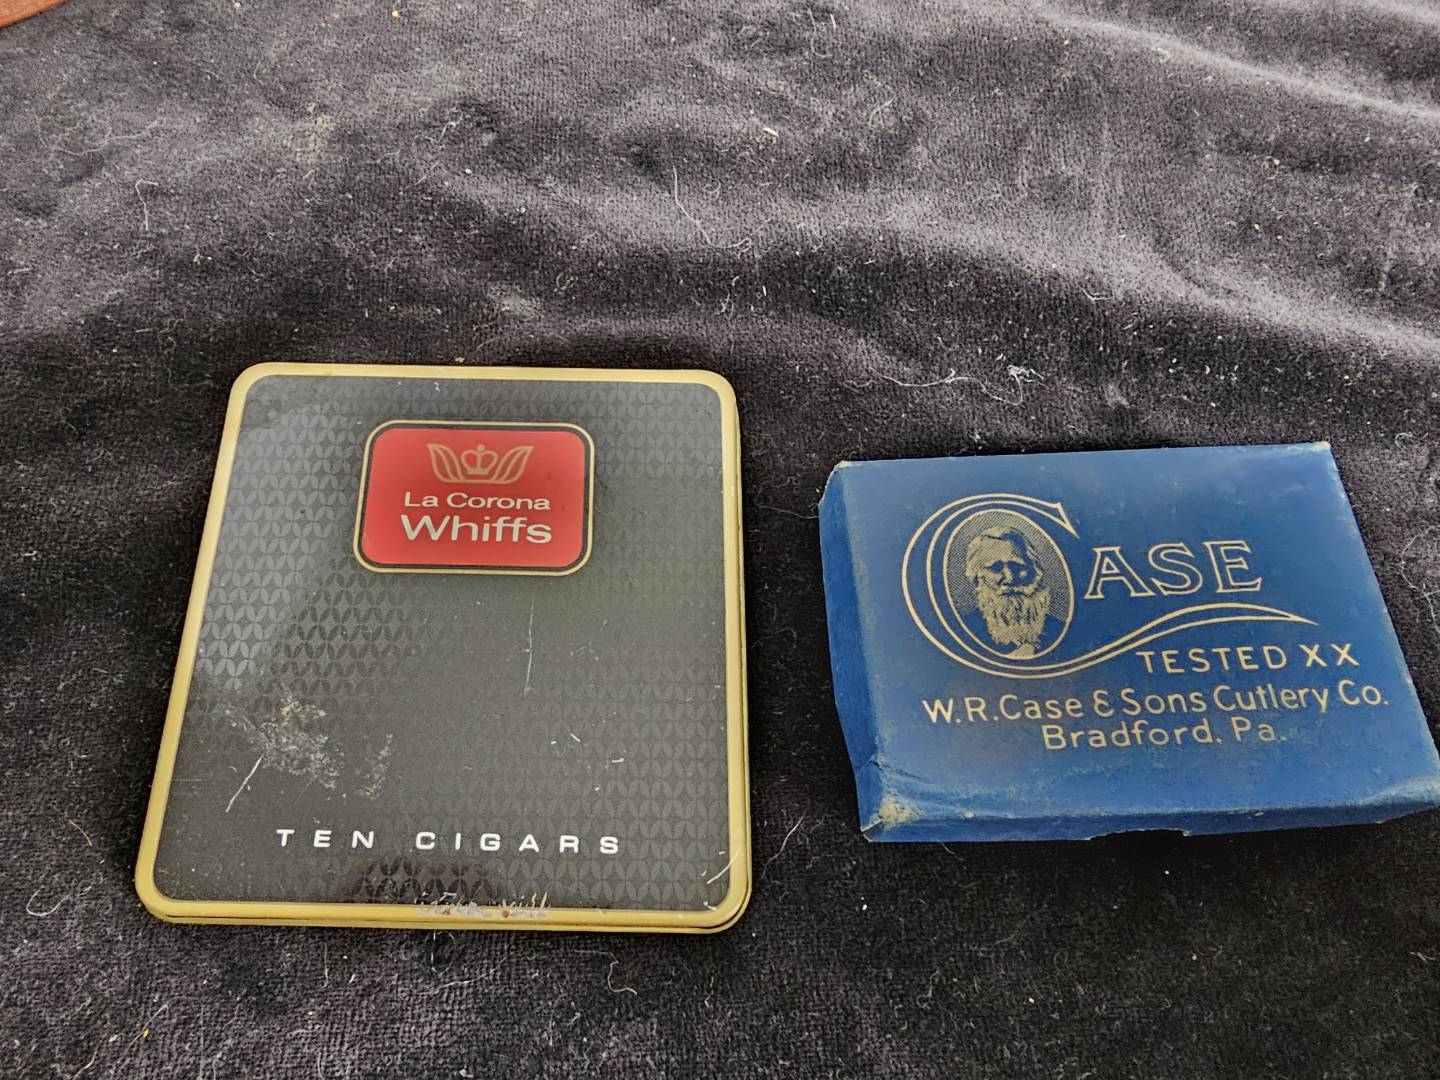 La Corona
Whiffs
TEN CIGARS
CASE
TESTED XX
W.R.Case & Sons Cutlery Co.
Bradford, Pa.